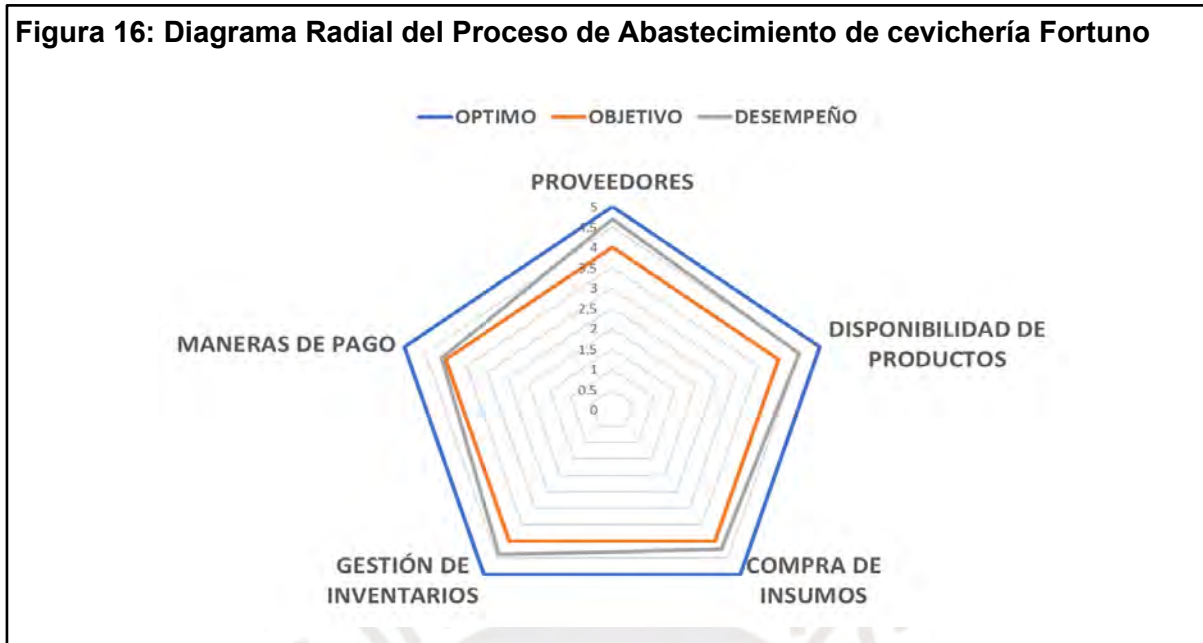 Figura 16: Diagrama Radial del Proceso de Abastecimiento de cevichería Fortuno
OPTIMO OBJETIVO DESEMPEÑO
PROVEEDORES
5
4.5
4
3.5
3
2.5
2
1.5
1
0.5
0
MANERAS DE PAGO
DISPONIBILIDAD DE
PRODUCTOS
GESTIÓN DE
INVENTARIOS
COMPRA DE
INSUMOS